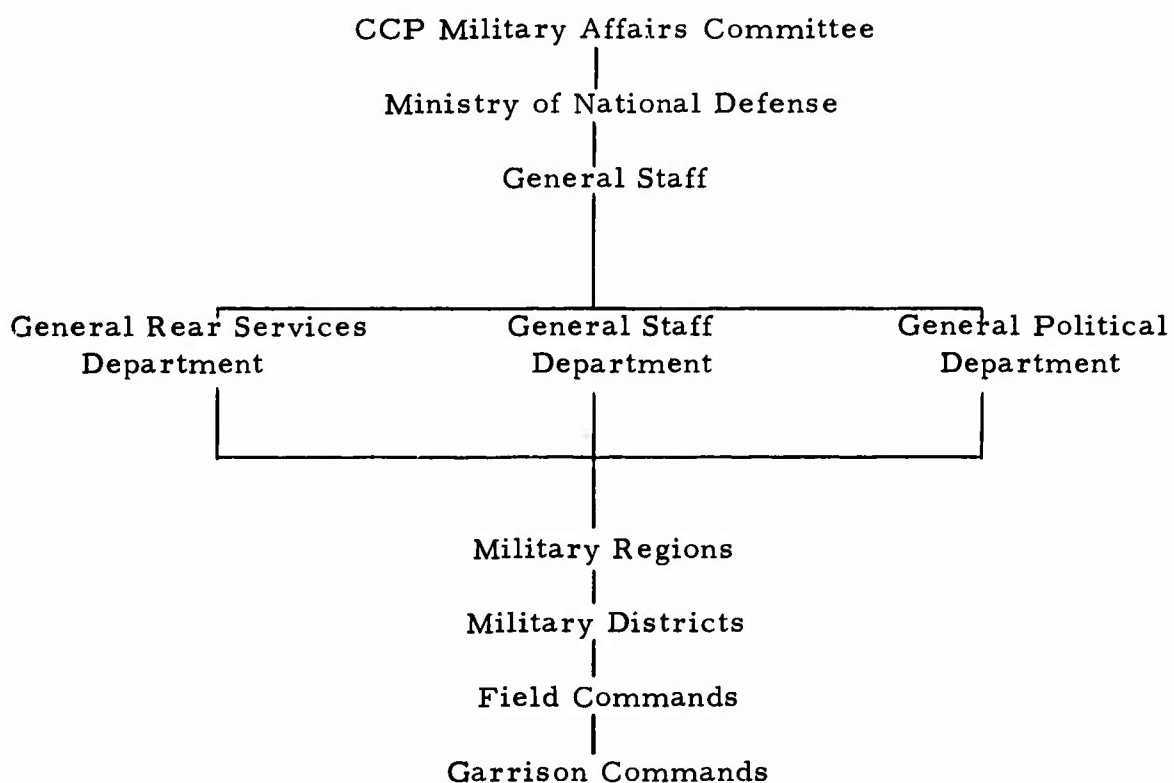 CCP Military Affairs Committee
Ministry of National Defense
General Staff
General Rear Services
Department
General Staff
Department
General Political
Department
Military Regions
Military Districts
Field Commands
Garrison Commands